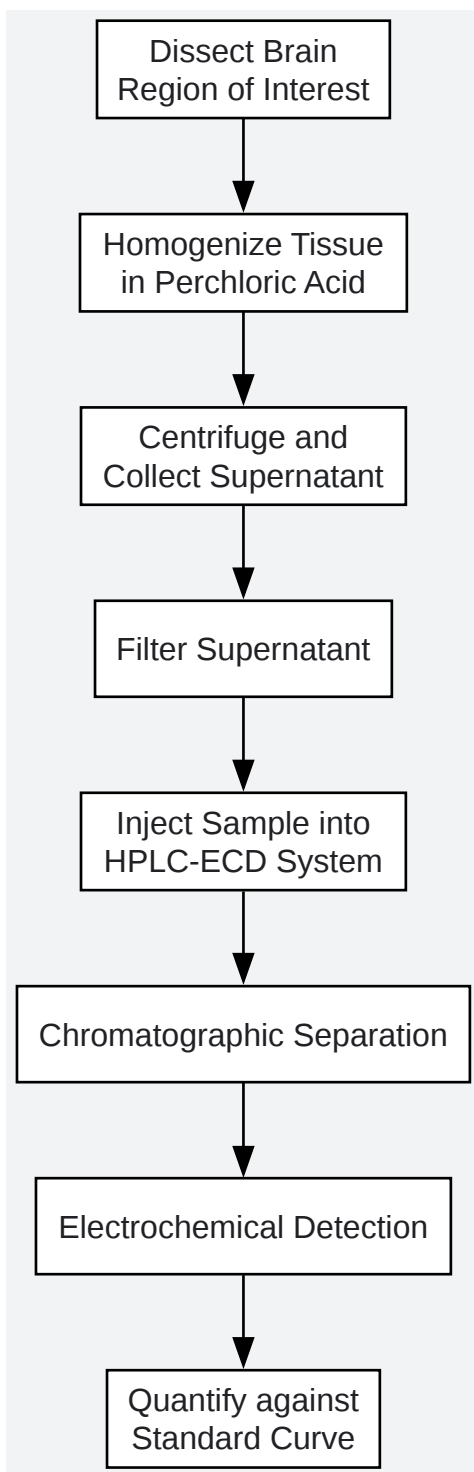 Dissect Brain
Region of Interest
Homogenize Tissue
in Perchloric Acid
Centrifuge and
Collect Supernatant
Filter Supernatant
Inject Sample into
HPLC-ECD System
Chromatographic Separation
Electrochemical Detection
Quantify against
Standard Curve